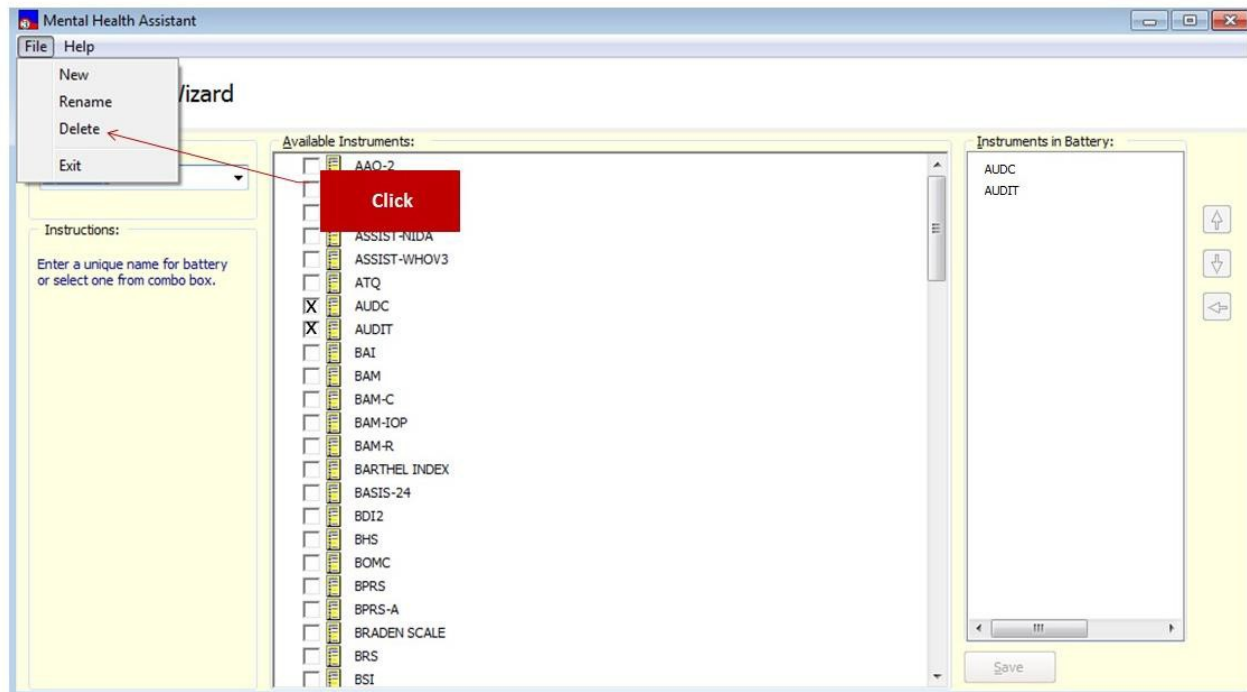 Mental Health Assistant
File Help
New
Rename
Delete
Exit
Wizard
Available Instruments:
AAO-2
Click
ASSIST-NIDA
ASSIST-WHOV3
ATQ
X AUDC
X AUDIT
BAI
BAM
BAM-C
BAM-IOP
BAM-R
BARTHEL INDEX
BASIS-24
BDI2
BHS
BOMC
BPRS
BPRS-A
BRADEN SCALE
BRS
BSI
Instructions:
Enter a unique name for battery
or select one from combo box.
Instruments in Battery:
AUDC
AUDIT
Save